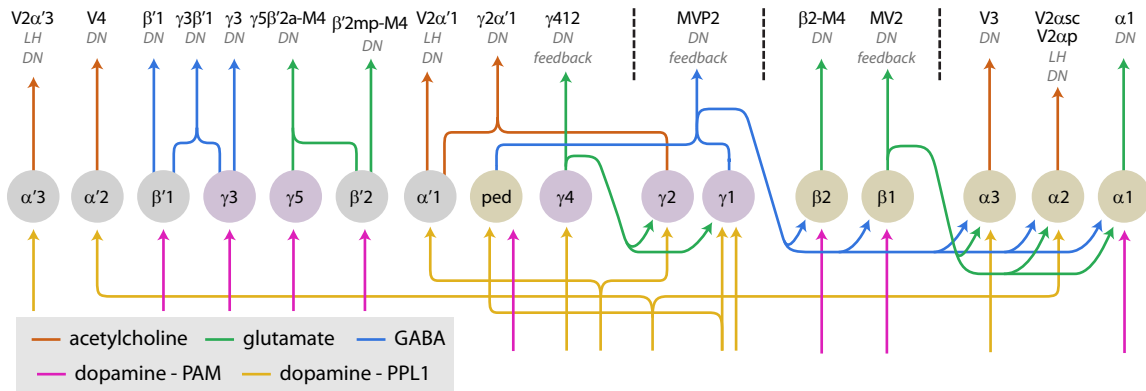 V2α'3 V4 β'1 γ3β'1 γ3 γ5β'2a-M4 β'2mp-M4 V2α'1 γ2α'1 γ412 MVP2 β2-M4 MV2 V3 V2αsc α1
V2αp
LH DN DN DN DN DN DN LH DN DN DN DN DN DN LH DN
DN DN feedback feedback feedback DN
α'3 α'2 β'1 γ3 γ5 β'2 α'1 ped γ4 γ2 γ1 β2 β1 α3 α2 α1
acetylcholine glutamate GABA
dopamine - PAM dopamine - PPL1